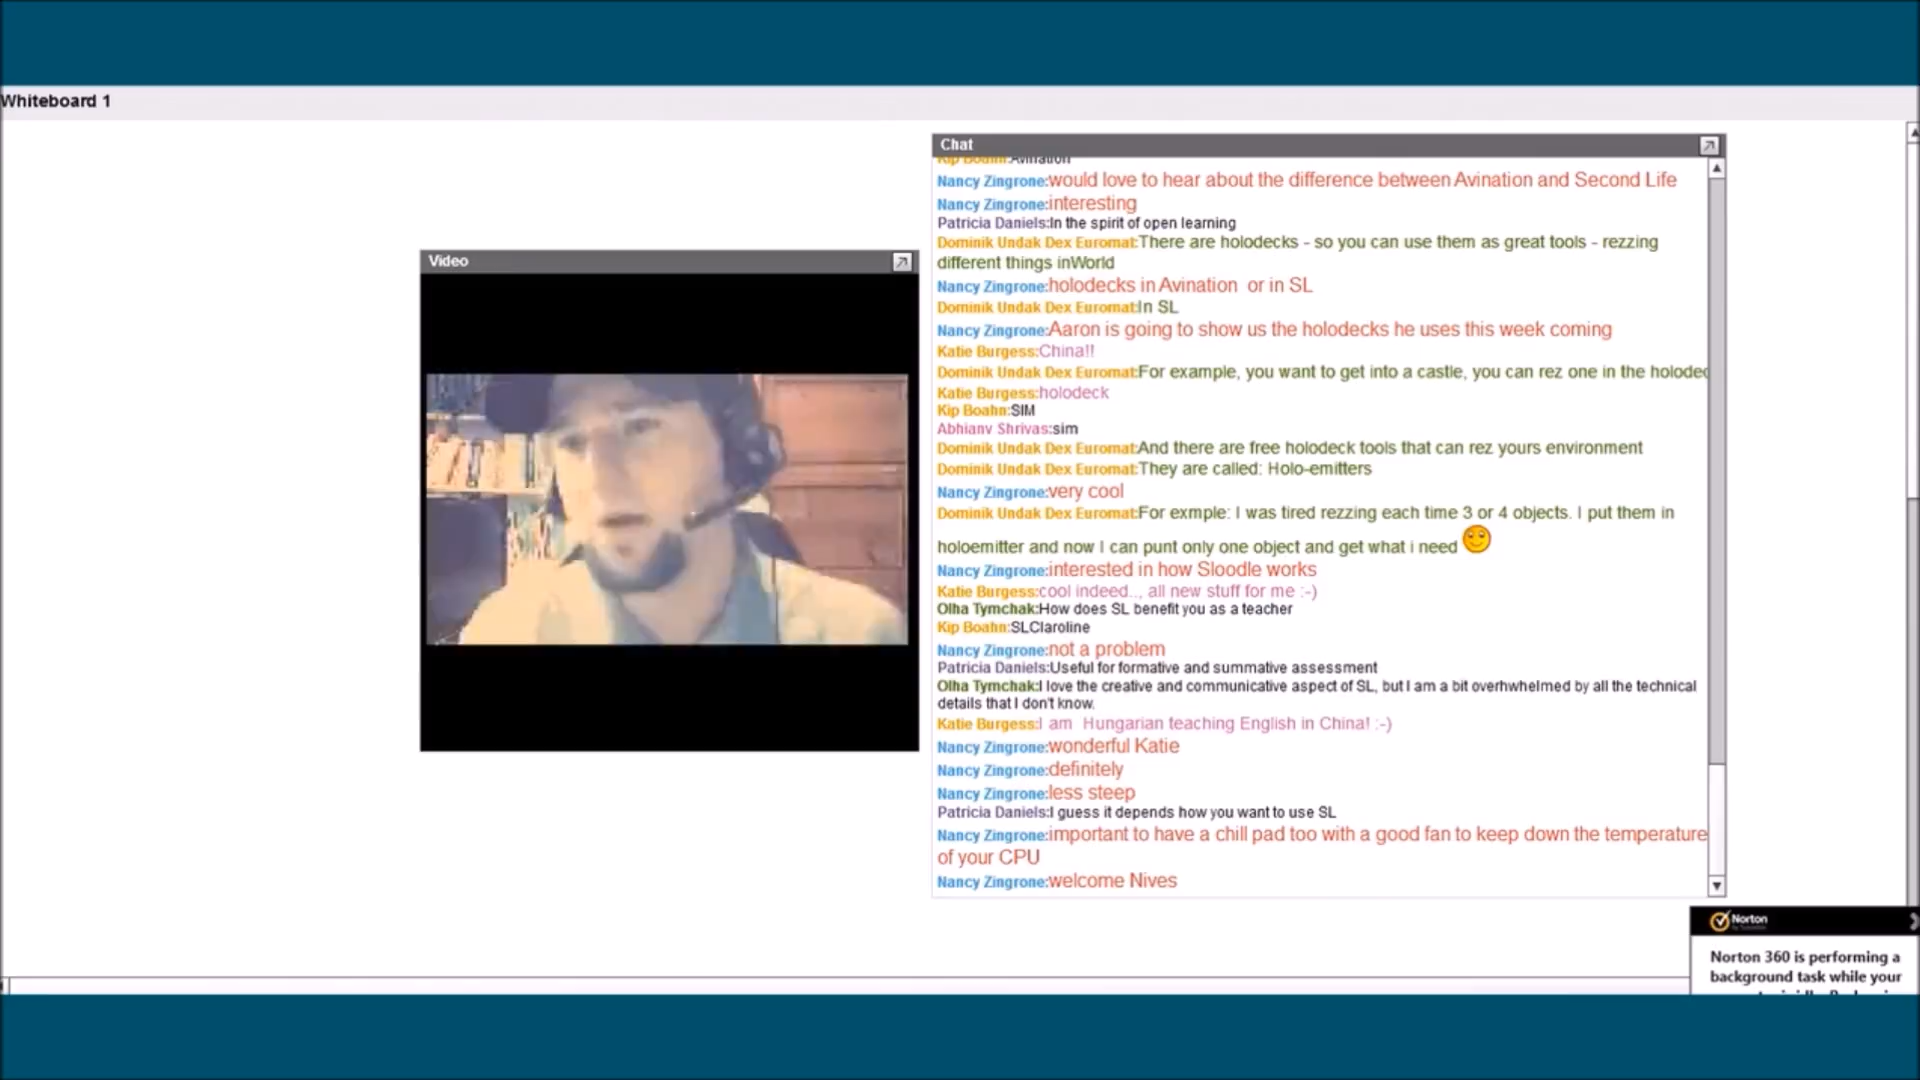 Whiteboard 1
Chat
Kip Boahn:Avination
Nancy Zingrone:would love to hear about the difference between Avination and Second Life
Nancy Zingrone:interesting
Patricia Daniels:In the spirit of open learning
Dominik Undak Dex Euromat:There are holodecks - so you can use them as great tools - rezzing
different things inWorld
Nancy Zingrone:holodecks in Avination or in SL
Dominik Undak Dex Euromat:In SL
Nancy Zingrone:Aaron is going to show us the holodecks he uses this week coming
Katie Burgess:China!!
Dominik Undak Dex Euromat:For example, you want to get into a castle, you can rez one in the holodec
Katie Burgess:holodeck
Kip Boahn:SIM
Abhianv Shrivas:sim
Dominik Undak Dex Euromat:And there are free holodeck tools that can rez yours environment
Dominik Undak Dex Euromat:They are called: Holo-emitters
Nancy Zingrone:very cool
Dominik Undak Dex Euromat:For exmple: I was tired rezzing each time 3 or 4 objects. I put them in
holoemitter and now I can punt only one object and get what i need
Nancy Zingrone:interested in how Sloodle works
Katie Burgess:cool indeed.., all new stuff for me :-)
Olha Tymchak:How does SL benefit you as a teacher
Kip Boahn:SLClaroline
Nancy Zingrone:not a problem
Patricia Daniels:Useful for formative and summative assessment
Olha Tymchak:I love the creative and communicative aspect of SL, but I am a bit overhwhelmed by all the technical
details that I don't know.
Katie Burgess:I am Hungarian teaching English in China! :-)
Nancy Zingrone:wonderful Katie
Nancy Zingrone:definitely
Nancy Zingrone:less steep
Patricia Daniels:I guess it depends how you want to use SL
Nancy Zingrone:important to have a chill pad too with a good fan to keep down the temperature
of your CPU
Nancy Zingrone:welcome Nives
Video
Norton
Norton 360 is performing a
background task while your